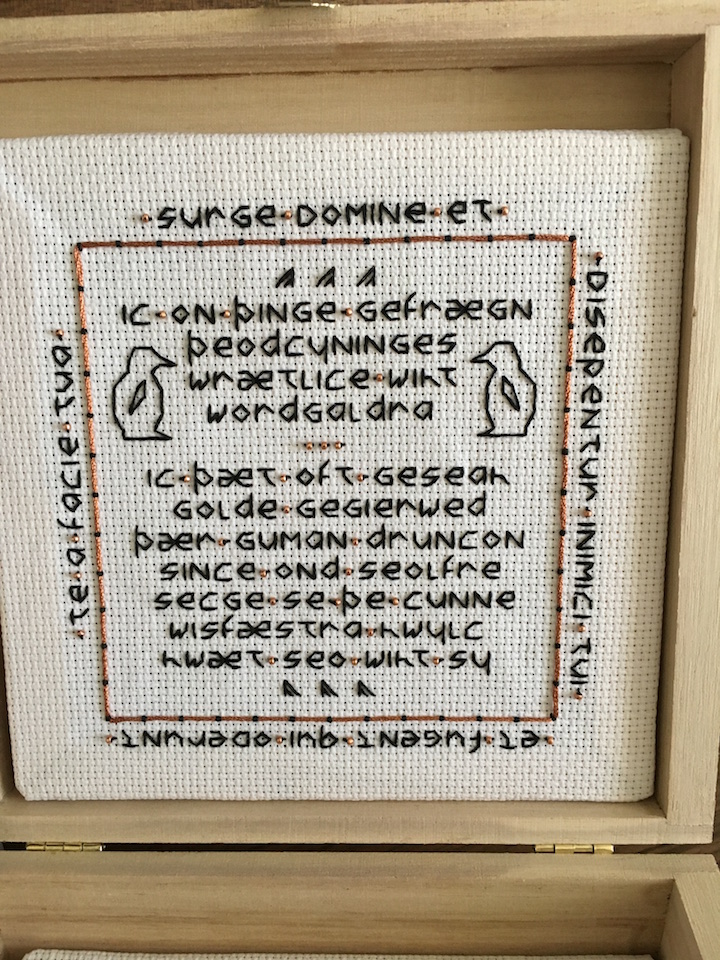 ·SURGE·DOMINE·ET·
·DISEPENTUR·INIMICI·TUI·
·ET·FUGENT·QUI·ODERUNT·
·TE·A·FACIE·TUA·
IC·ON·ÞINGE·GEFRÆGN
ÞEODCYNINGES
WRÆTLICE·WIHT
WORDGALDRA
IC·ÞÆT·OFT·GESEAH
GOLDE·GEGIERWED
ÞÆR·GUMAN·DRUNCON
SINCE·OND·SEOLFRE
SECGE·SE·ÞE·CUNNE
WISFÆSTRA·HWYLC
HWÆT·SEO·WIHT·SY